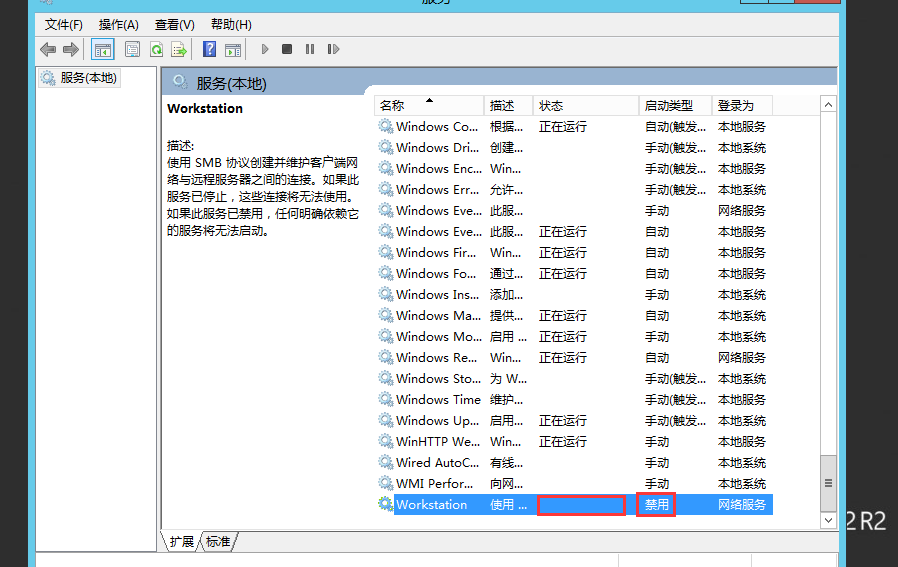 服务
文件(F) 操作(A) 查看(V) 帮助(H)
服务(本地)
服务(本地)
Workstation
描述:
使用 SMB 协议创建并维护客户端网
络与远程服务器之间的连接。如果此
服务已停止，这些连接将无法使用。
如果此服务已禁用，任何明确依赖它
的服务将无法启动。
名称 描述 状态 启动类型 登录为
Windows Co... 根据... 正在运行 自动(触发... 本地服务
Windows Dri... 创建... 手动(触发... 本地系统
Windows Enc... Win... 手动(触发... 本地服务
Windows Err... 允许... 手动(触发... 本地系统
Windows Eve... 此服... 手动 网络服务
Windows Eve... 此服... 正在运行 自动 本地服务
Windows Fir... Win... 正在运行 自动 本地服务
Windows Fo... 通过... 正在运行 自动 本地服务
Windows Ins... 添加... 手动 本地系统
Windows Ma... 提供... 正在运行 自动 本地系统
Windows Mo... 启用 ... 正在运行 手动 本地系统
Windows Re... Win... 正在运行 自动 网络服务
Windows Sto... 为 W... 手动(触发... 本地系统
Windows Time 维护... 手动(触发... 本地服务
Windows Up... 启用... 正在运行 手动(触发... 本地系统
WinHTTP We... Win... 正在运行 手动 本地服务
Wired AutoC... 有线... 手动 本地系统
WMI Perfor... 向网... 手动 本地系统
Workstation 使用 ... 禁用 网络服务
扩展 标准
2 R2